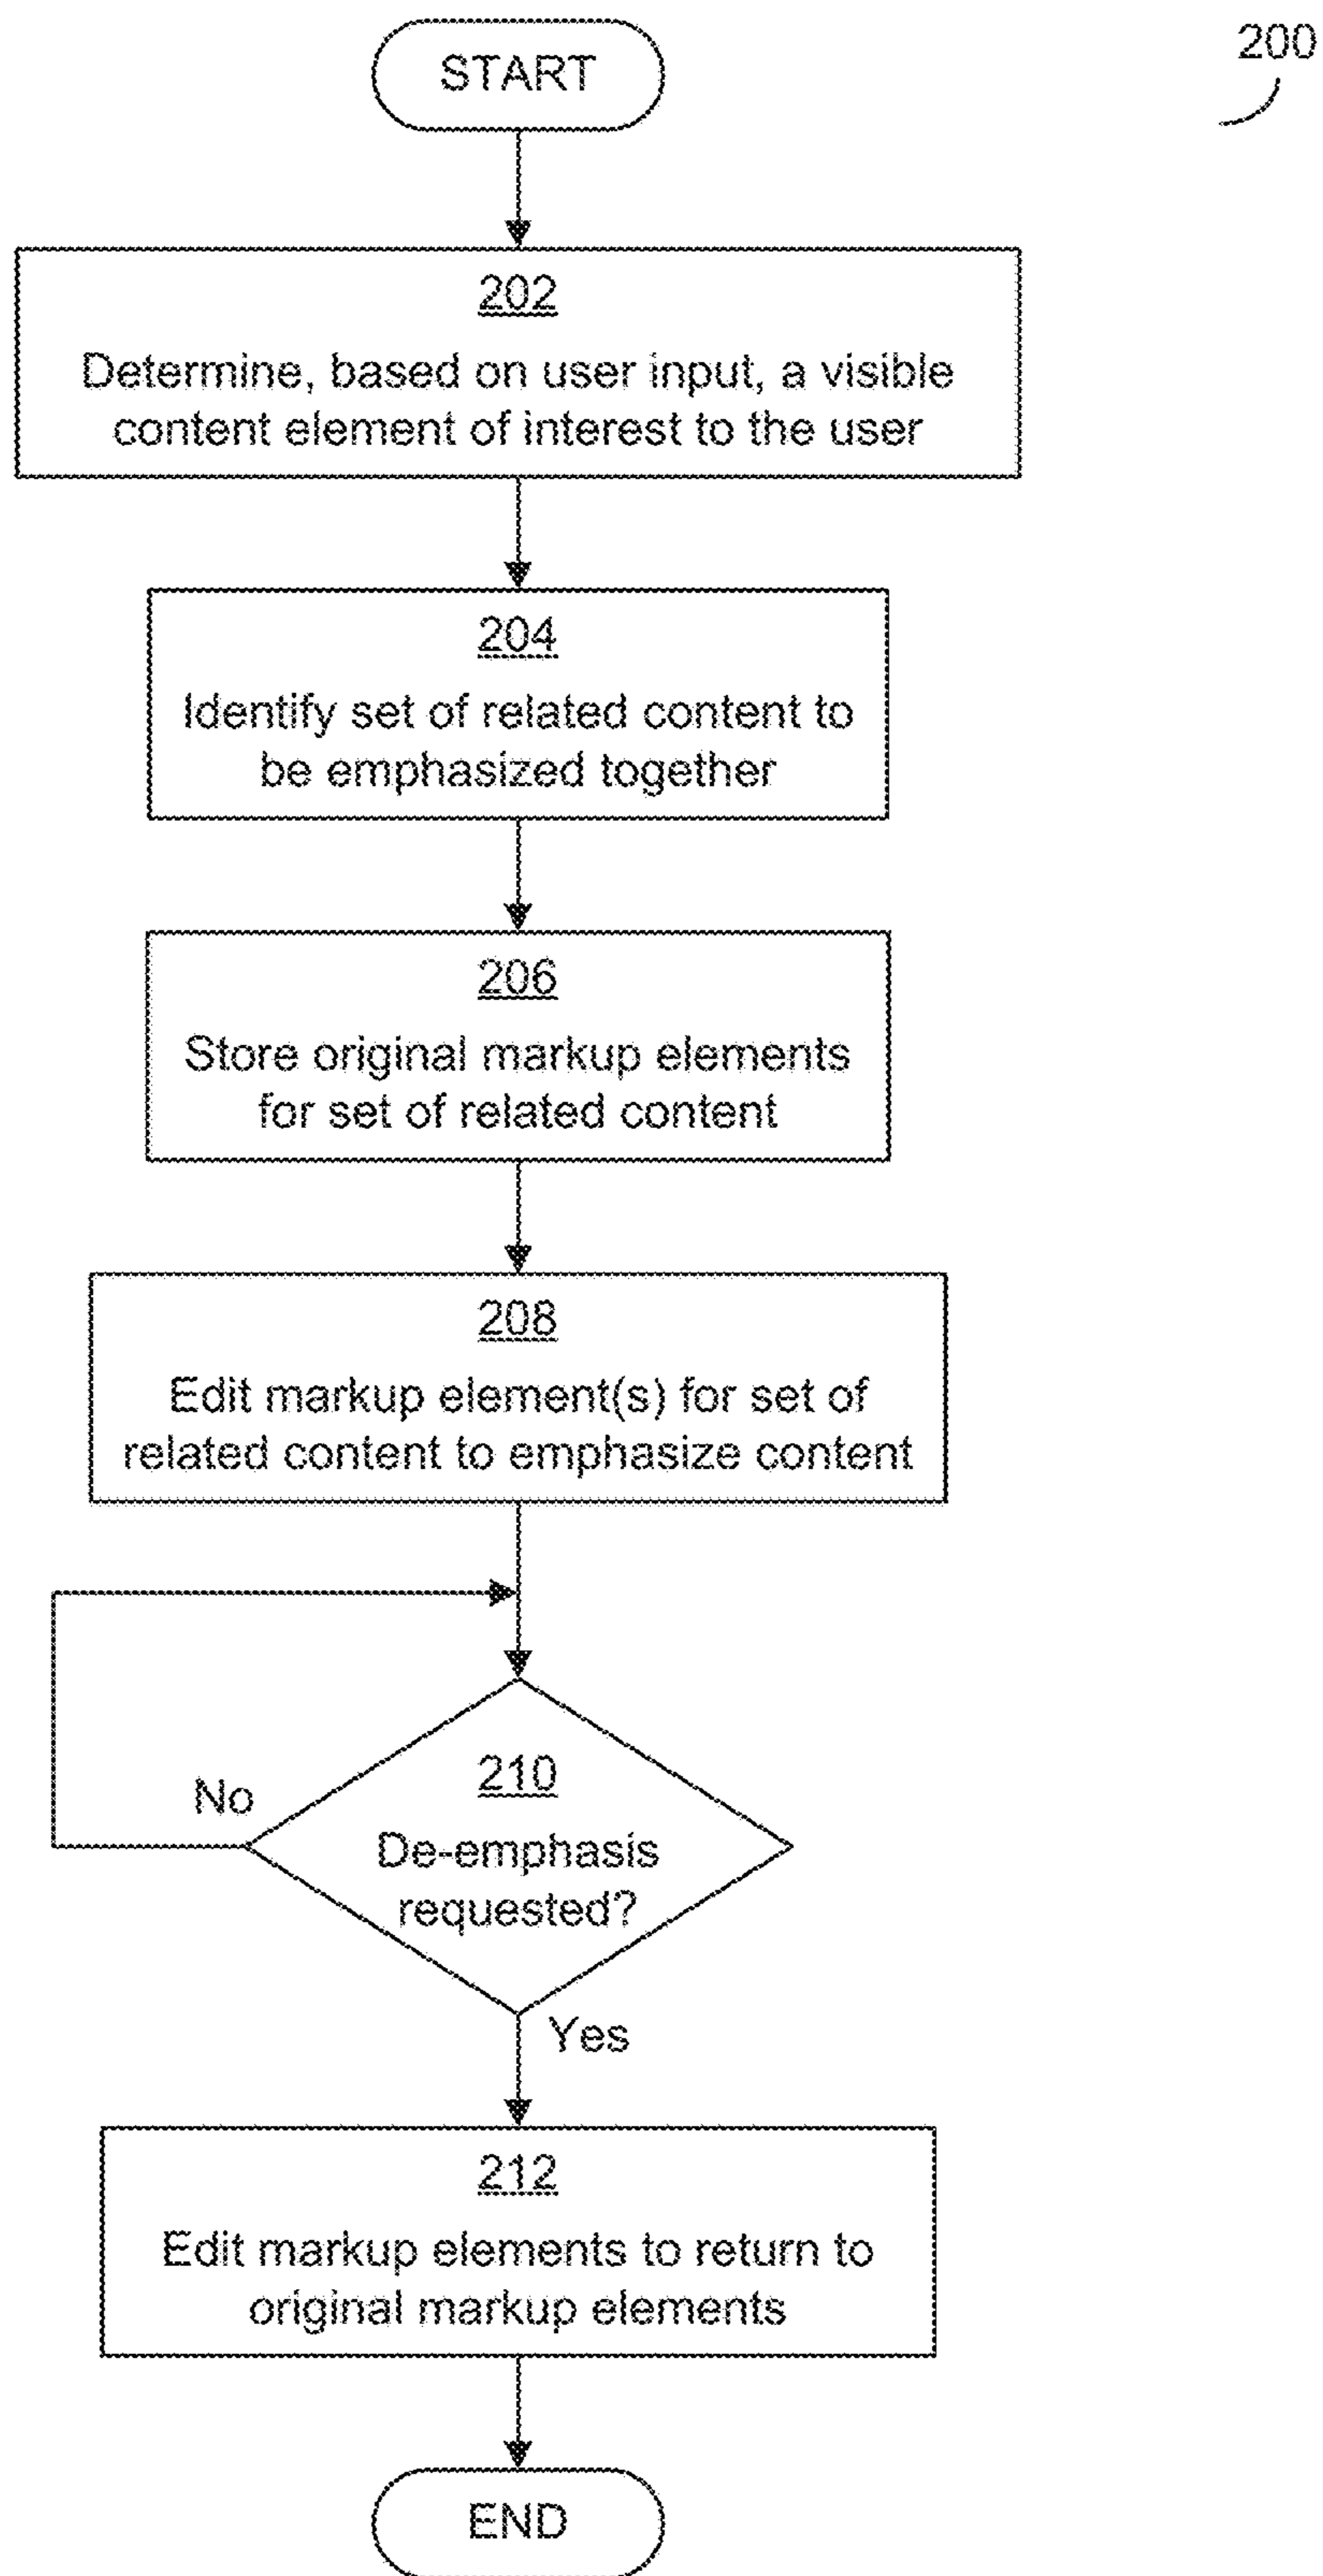 START
200
202
Determine, based on user input, a visible
content element of interest to the user
204
Identify set of related content to
be emphasized together
206
Store original markup elements
for set of related content
208
Edit markup element(s) for set of
related content to emphasize content
210
No
De-emphasis
requested?
Yes
212
Edit markup elements to return to
original markup elements
END